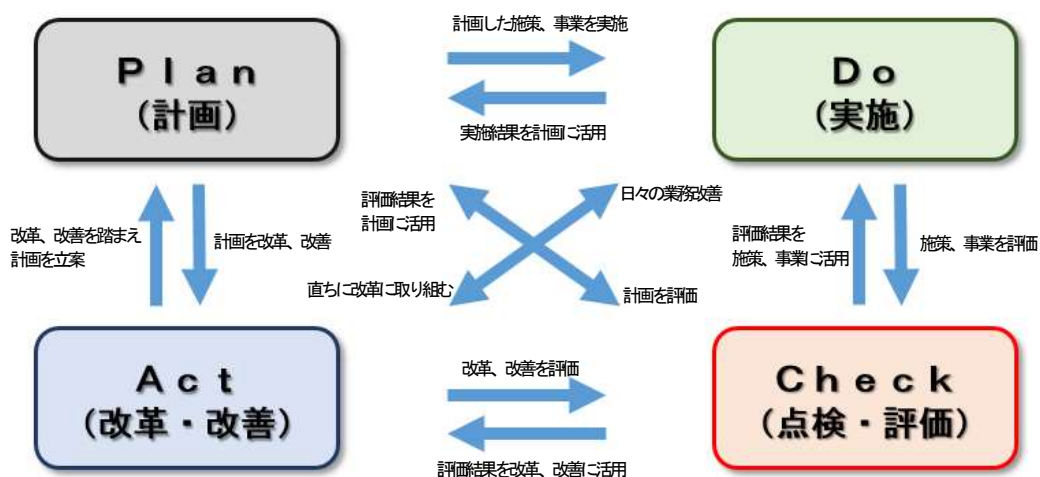 計画した施策、事業を実施
Ｐｌａｎ
（計画）
Ｄｏ
（実施）
実施結果を計画に活用
評価結果を
計画に活用
日々の業務改善
改革、改善を踏まえ
計画を立案
計画を改革、改善
評価結果を
施策、事業に活用
施策、事業を評価
直ちに改革に取り組む
計画を評価
Ａｃｔ
（改革・改善）
改革、改善を評価
Ｃｈｅｃｋ
（点検・評価）
評価結果を改革、改善に活用